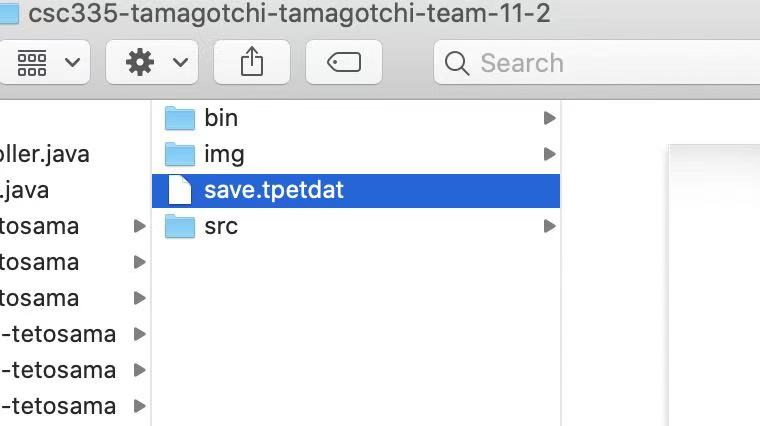 csc335-tamagotchi-tamagotchi-team-11-2
Search
ller.java
.java
tosama
tosama
tosama
-tetosama
-tetosama
-tetosama
bin
img
save.tpetdat
src